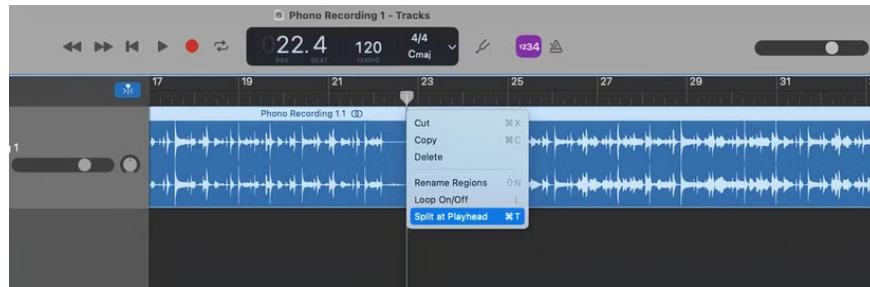 Phono Recording 1 - Tracks
022.4
120
4/4
Cmaj
BAR
BEAT
TEMPO
1234
17
19
21
23
25
27
29
31
Phono Recording 1.1
g 1
Cut ⌘X
Copy ⌘C
Delete
Rename Regions ⇧N
Loop On/Off L
Split at Playhead ⌘T